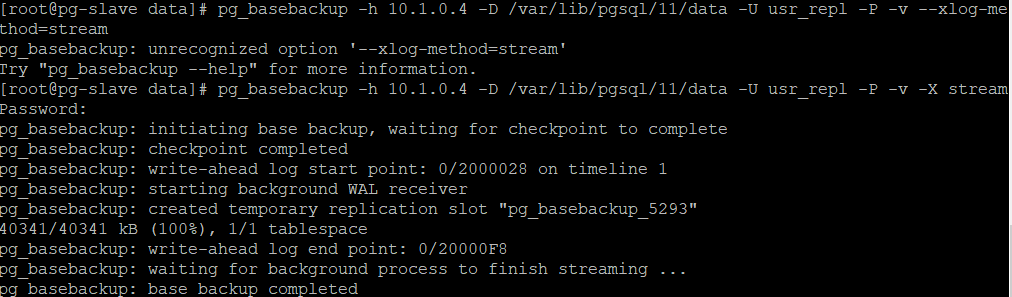 [root@pg-slave data]# pg_basebackup -h 10.1.0.4 -D /var/lib/pgsql/11/data -U usr_repl -P -v --xlog-me
thod=stream
pg_basebackup: unrecognized option '--xlog-method=stream'
Try "pg_basebackup --help" for more information.
[root@pg-slave data]# pg_basebackup -h 10.1.0.4 -D /var/lib/pgsql/11/data -U usr_repl -P -v -X stream
Password:
pg_basebackup: initiating base backup, waiting for checkpoint to complete
pg_basebackup: checkpoint completed
pg_basebackup: write-ahead log start point: 0/2000028 on timeline 1
pg_basebackup: starting background WAL receiver
pg_basebackup: created temporary replication slot "pg_basebackup_5293"
40341/40341 kB (100%), 1/1 tablespace
pg_basebackup: write-ahead log end point: 0/20000F8
pg_basebackup: waiting for background process to finish streaming ...
pg_basebackup: base backup completed